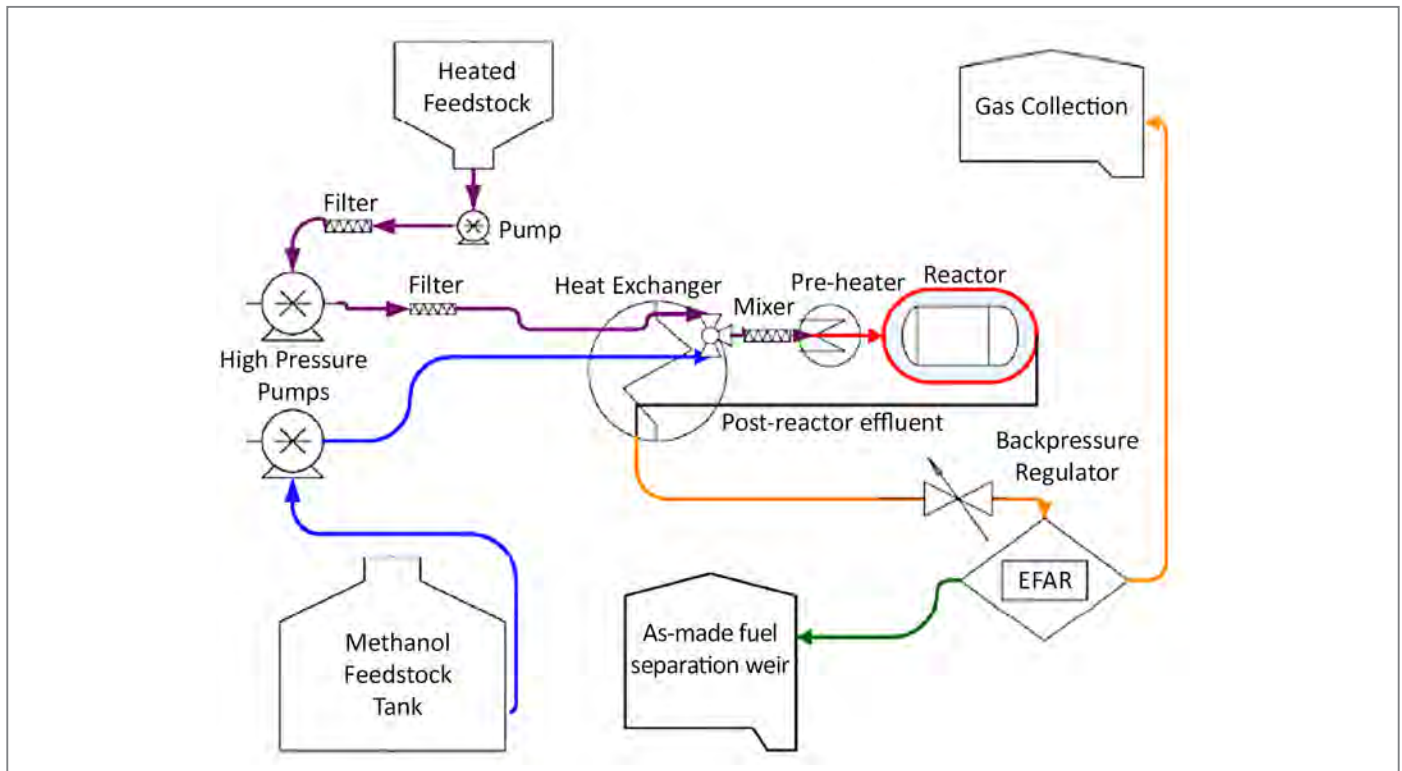 Heated
Feedstock
Gas Collection
Filter
Pump
Filter
Heat Exchanger
Pre-heater
Reactor
Mixer
High Pressure
Pumps
Post-reactor effluent
Backpressure
Regulator
EFAR
Methanol
Feedstock
Tank
As-made fuel
separation weir